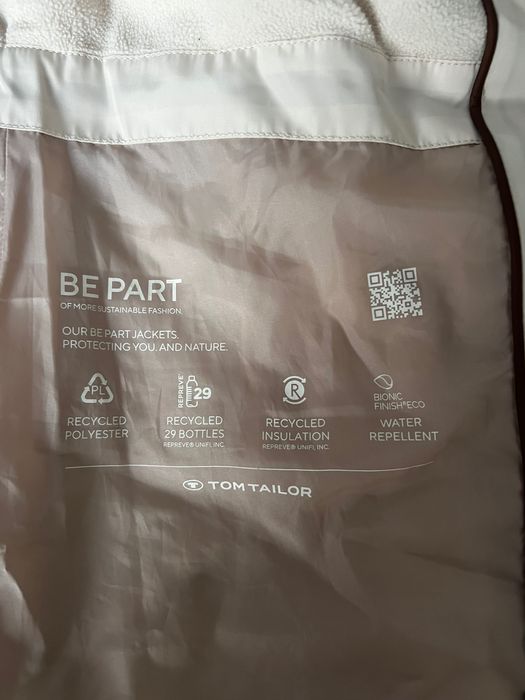 BE PART
OF MORE SUSTAINABLE FASHION.
OUR BE PART JACKETS.
PROTECTING YOU. AND NATURE.
PL
RECYCLED
POLYESTER
REPREVE®
29
RECYCLED
29 BOTTLES
REPREVE® UNIFI, INC.
R
RECYCLED
INSULATION
REPREVE® UNIFI, INC.
BIONIC
FINISH®ECO
WATER
REPELLENT
TOM TAILOR